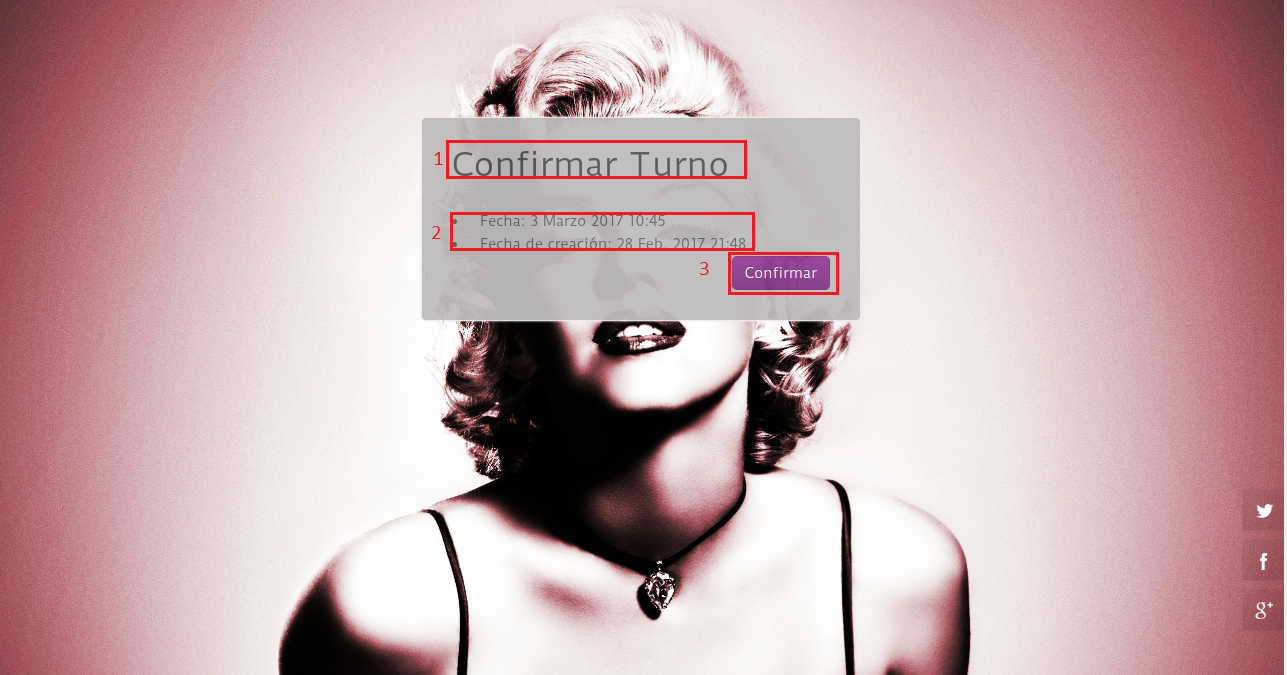 1 Confirmar Turno
2
• Fecha: 3 Marzo 2017 10:45
• Fecha de creación: 28 Feb. 2017 21:48
3 Confirmar
g+